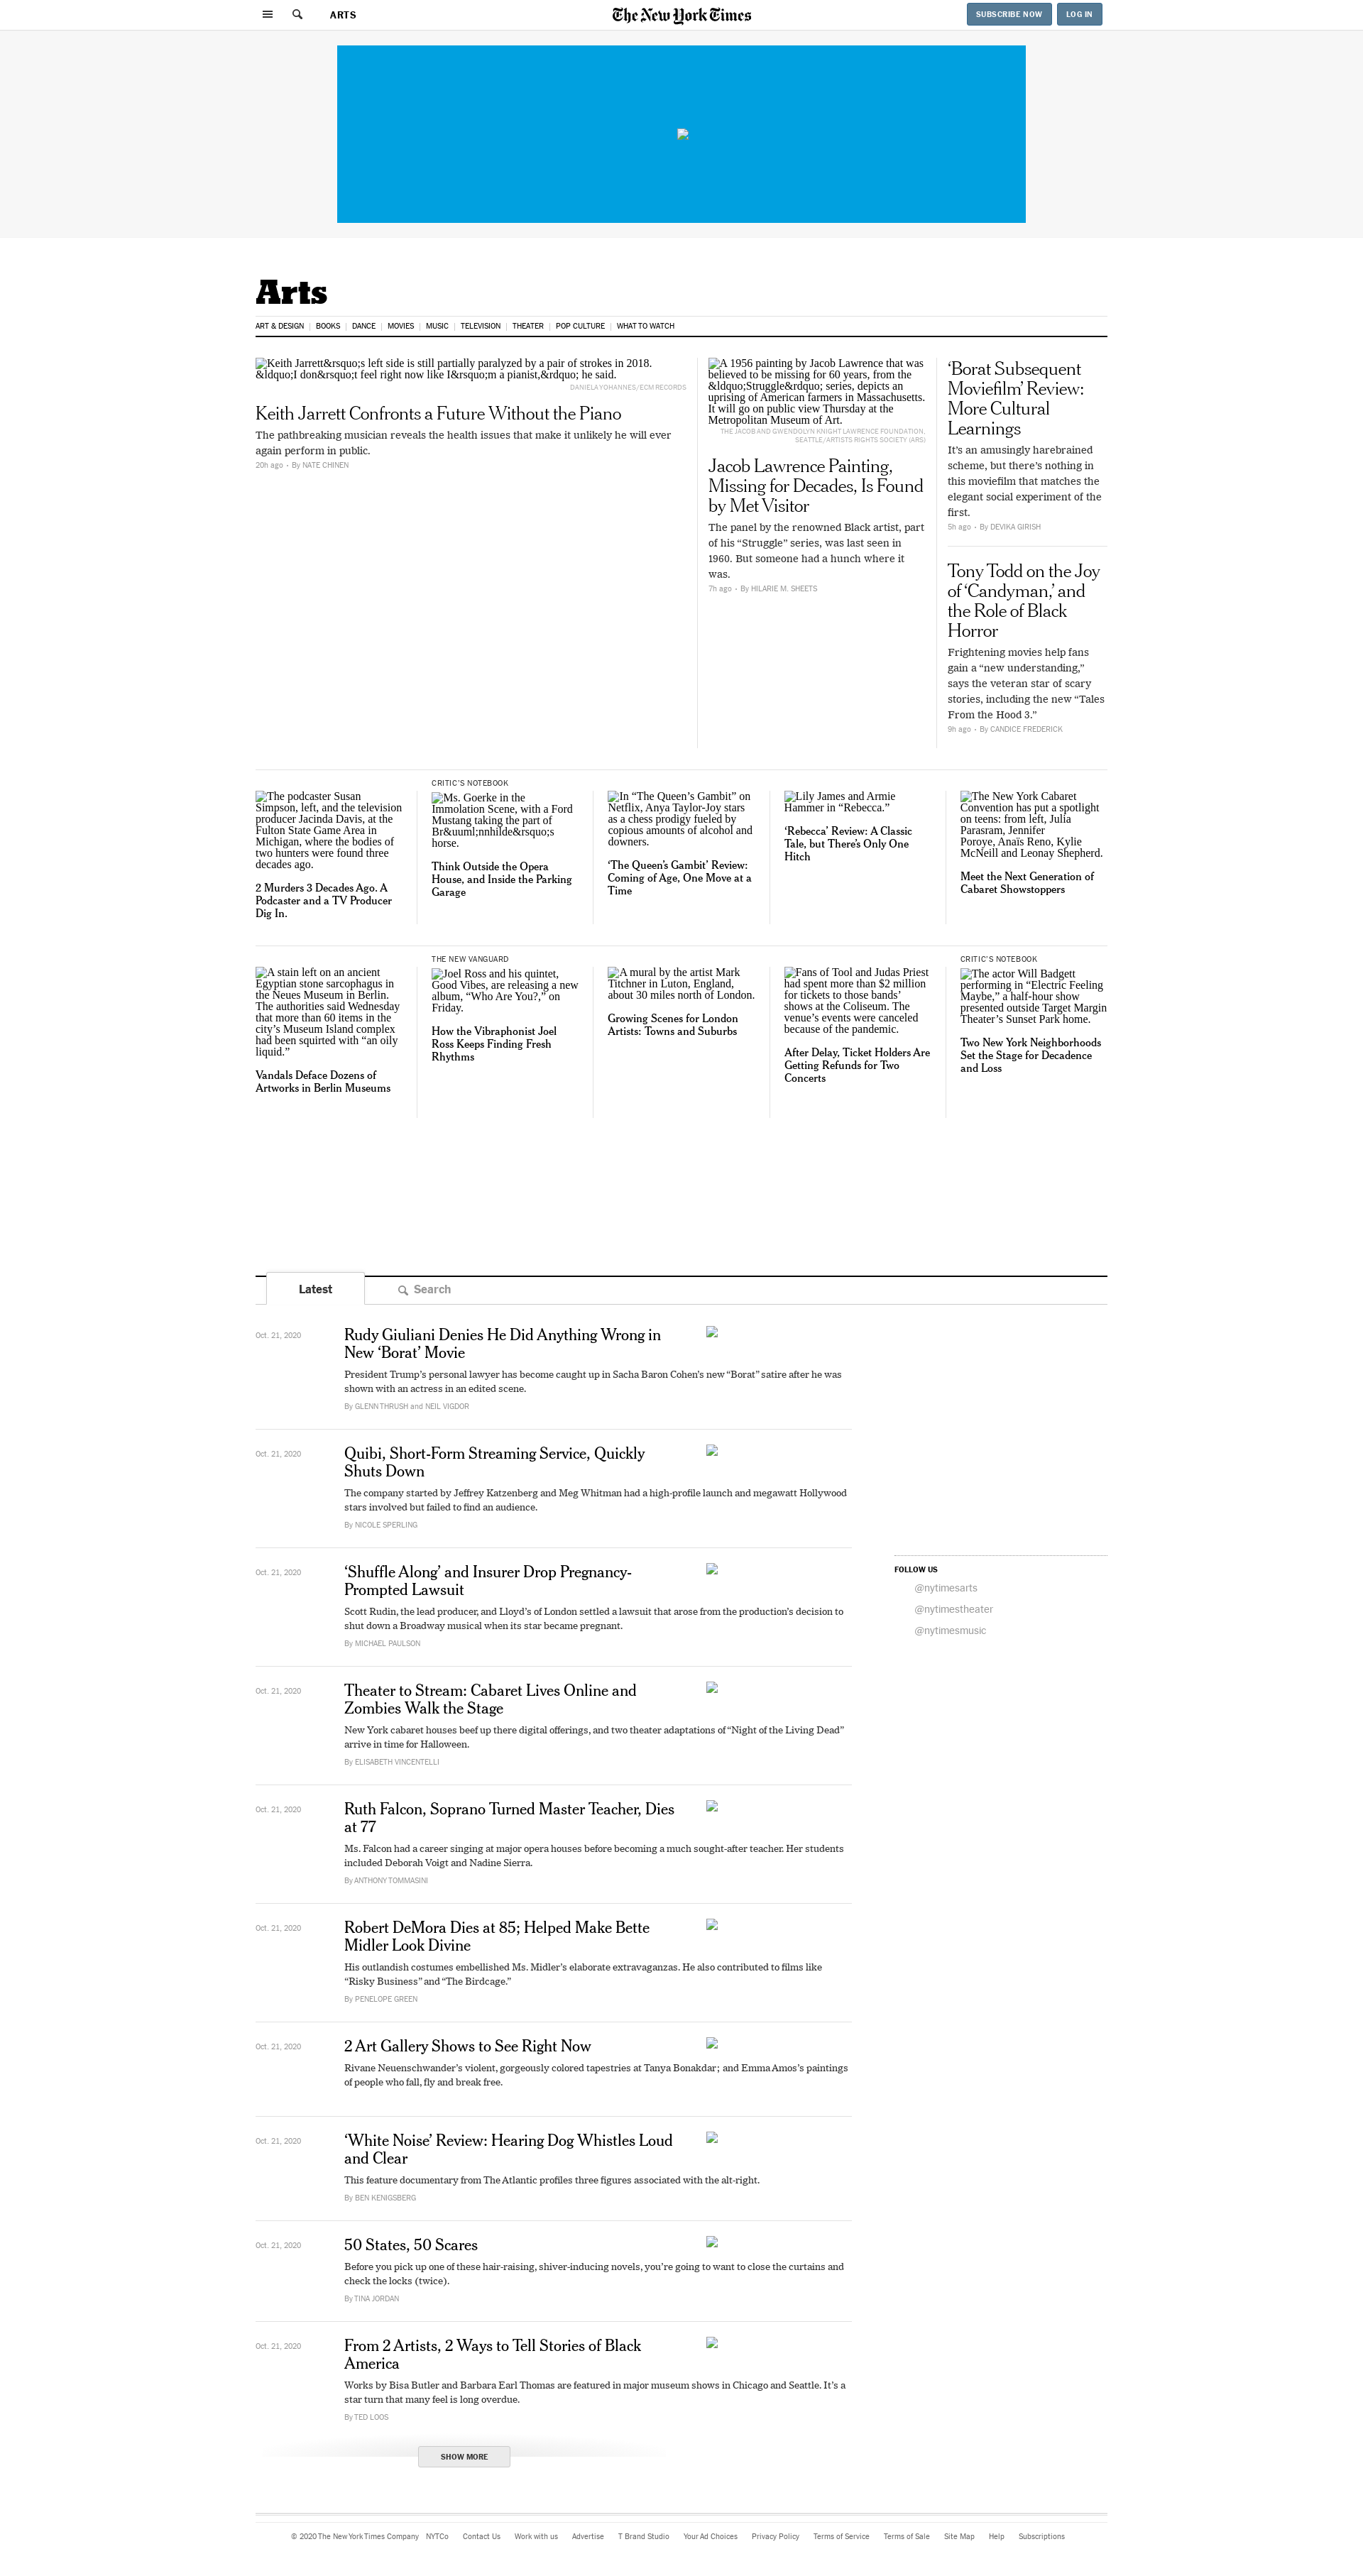 ARTS
The New York Times
SUBSCRIBE NOW
LOG IN
Arts
ART & DESIGN
BOOKS
DANCE
MOVIES
MUSIC
TELEVISION
THEATER
POP CULTURE
WHAT TO WATCH
Keith Jarrett&rsquo;s left side is still partially paralyzed by a pair of strokes in 2018.
&ldquo;I don&rsquo;t feel right now like I&rsquo;m a pianist,&rdquo; he said.
DANIELA YOHANNES/ECM RECORDS
Keith Jarrett Confronts a Future Without the Piano
The pathbreaking musician reveals the health issues that make it unlikely he will ever
again perform in public.
20h ago • By NATE CHINEN
A 1956 painting by Jacob Lawrence that was
believed to be missing for 60 years, from the
&ldquo;Struggle&rdquo; series, depicts an
uprising of American farmers in Massachusetts.
It will go on public view Thursday at the
Metropolitan Museum of Art.
THE JACOB AND GWENDOLYN KNIGHT LAWRENCE FOUNDATION,
SEATTLE/ARTISTS RIGHTS SOCIETY (ARS)
Jacob Lawrence Painting,
Missing for Decades, Is Found
by Met Visitor
The panel by the renowned Black artist, part
of his “Struggle” series, was last seen in
1960. But someone had a hunch where it
was.
7h ago • By HILARIE M. SHEETS
‘Borat Subsequent
Moviefilm’ Review:
More Cultural
Learnings
It’s an amusingly harebrained
scheme, but there’s nothing in
this moviefilm that matches the
elegant social experiment of the
first.
5h ago • By DEVIKA GIRISH
Tony Todd on the Joy
of ‘Candyman,’ and
the Role of Black
Horror
Frightening movies help fans
gain a “new understanding,”
says the veteran star of scary
stories, including the new “Tales
From the Hood 3.”
9h ago • By CANDICE FREDERICK
The podcaster Susan
Simpson, left, and the television
producer Jacinda Davis, at the
Fulton State Game Area in
Michigan, where the bodies of
two hunters were found three
decades ago.
2 Murders 3 Decades Ago. A
Podcaster and a TV Producer
Dig In.
CRITIC’S NOTEBOOK
Ms. Goerke in the
Immolation Scene, with a Ford
Mustang taking the part of
Br&uuml;nnhilde&rsquo;s
horse.
Think Outside the Opera
House, and Inside the Parking
Garage
In “The Queen’s Gambit” on
Netflix, Anya Taylor-Joy stars
as a chess prodigy fueled by
copious amounts of alcohol and
downers.
‘The Queen’s Gambit’ Review:
Coming of Age, One Move at a
Time
Lily James and Armie
Hammer in “Rebecca.”
‘Rebecca’ Review: A Classic
Tale, but There’s Only One
Hitch
The New York Cabaret
Convention has put a spotlight
on teens: from left, Julia
Parasram, Jennifer
Poroye, Anaïs Reno, Kylie
McNeill and Leonay Shepherd.
Meet the Next Generation of
Cabaret Showstoppers
A stain left on an ancient
Egyptian stone sarcophagus in
the Neues Museum in Berlin.
The authorities said Wednesday
that more than 60 items in the
city’s Museum Island complex
had been squirted with “an oily
liquid.”
Vandals Deface Dozens of
Artworks in Berlin Museums
THE NEW VANGUARD
Joel Ross and his quintet,
Good Vibes, are releasing a new
album, “Who Are You?,” on
Friday.
How the Vibraphonist Joel
Ross Keeps Finding Fresh
Rhythms
A mural by the artist Mark
Titchner in Luton, England,
about 30 miles north of London.
Growing Scenes for London
Artists: Towns and Suburbs
Fans of Tool and Judas Priest
had spent more than $2 million
for tickets to those bands’
shows at the Coliseum. The
venue’s events were canceled
because of the pandemic.
After Delay, Ticket Holders Are
Getting Refunds for Two
Concerts
CRITIC’S NOTEBOOK
The actor Will Badgett
performing in “Electric Feeling
Maybe,” a half-hour show
presented outside Target Margin
Theater’s Sunset Park home.
Two New York Neighborhoods
Set the Stage for Decadence
and Loss
Latest
Search
Oct. 21, 2020
Rudy Giuliani Denies He Did Anything Wrong in
New ‘Borat’ Movie
President Trump’s personal lawyer has become caught up in Sacha Baron Cohen’s new “Borat” satire after he was
shown with an actress in an edited scene.
By GLENN THRUSH and NEIL VIGDOR
Oct. 21, 2020
Quibi, Short-Form Streaming Service, Quickly
Shuts Down
The company started by Jeffrey Katzenberg and Meg Whitman had a high-profile launch and megawatt Hollywood
stars involved but failed to find an audience.
By NICOLE SPERLING
Oct. 21, 2020
‘Shuffle Along’ and Insurer Drop Pregnancy-
Prompted Lawsuit
Scott Rudin, the lead producer, and Lloyd’s of London settled a lawsuit that arose from the production’s decision to
shut down a Broadway musical when its star became pregnant.
By MICHAEL PAULSON
Oct. 21, 2020
Theater to Stream: Cabaret Lives Online and
Zombies Walk the Stage
New York cabaret houses beef up there digital offerings, and two theater adaptations of “Night of the Living Dead”
arrive in time for Halloween.
By ELISABETH VINCENTELLI
Oct. 21, 2020
Ruth Falcon, Soprano Turned Master Teacher, Dies
at 77
Ms. Falcon had a career singing at major opera houses before becoming a much sought-after teacher. Her students
included Deborah Voigt and Nadine Sierra.
By ANTHONY TOMMASINI
Oct. 21, 2020
Robert DeMora Dies at 85; Helped Make Bette
Midler Look Divine
His outlandish costumes embellished Ms. Midler’s elaborate extravaganzas. He also contributed to films like
“Risky Business” and “The Birdcage.”
By PENELOPE GREEN
Oct. 21, 2020
2 Art Gallery Shows to See Right Now
Rivane Neuenschwander’s violent, gorgeously colored tapestries at Tanya Bonakdar; and Emma Amos’s paintings
of people who fall, fly and break free.
Oct. 21, 2020
‘White Noise’ Review: Hearing Dog Whistles Loud
and Clear
This feature documentary from The Atlantic profiles three figures associated with the alt-right.
By BEN KENIGSBERG
Oct. 21, 2020
50 States, 50 Scares
Before you pick up one of these hair-raising, shiver-inducing novels, you’re going to want to close the curtains and
check the locks (twice).
By TINA JORDAN
Oct. 21, 2020
From 2 Artists, 2 Ways to Tell Stories of Black
America
Works by Bisa Butler and Barbara Earl Thomas are featured in major museum shows in Chicago and Seattle. It’s a
star turn that many feel is long overdue.
By TED LOOS
SHOW MORE
FOLLOW US
@nytimesarts
@nytimestheater
@nytimesmusic
© 2020 The New York Times Company NYTCo Contact Us Work with us Advertise T Brand Studio Your Ad Choices Privacy Policy Terms of Service Terms of Sale Site Map Help Subscriptions